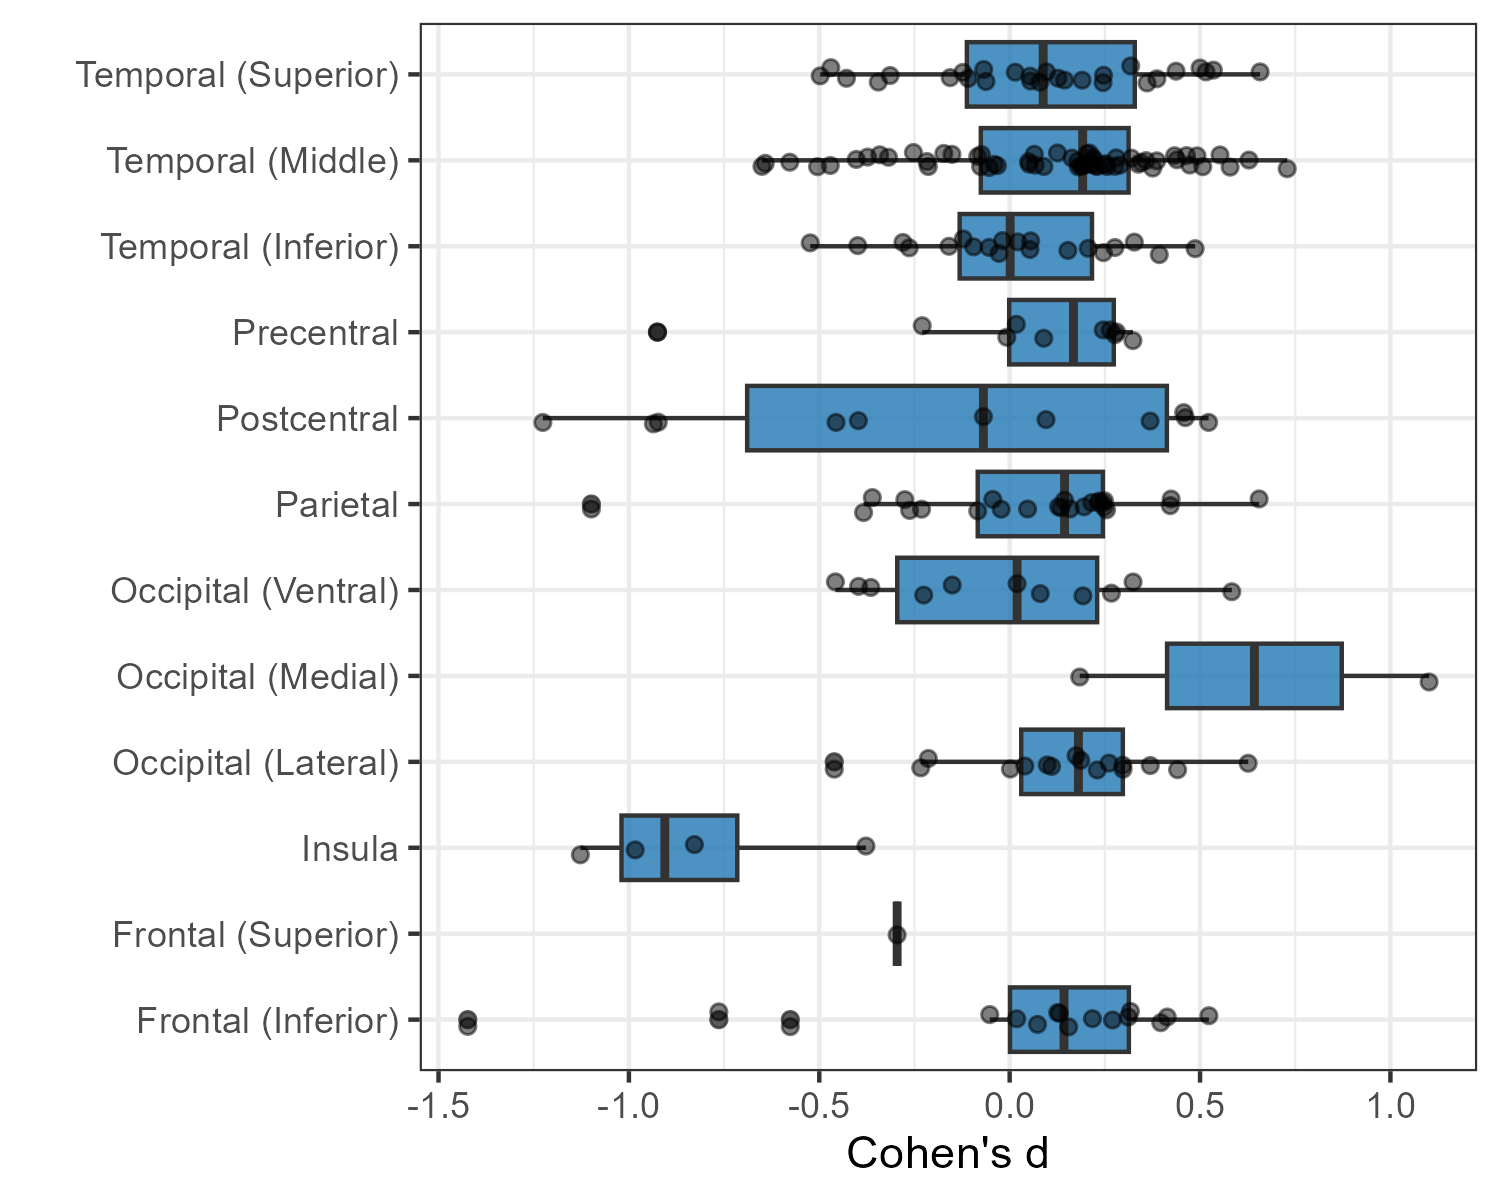 Temporal (Superior)
Temporal (Middle)
Temporal (Inferior)
Precentral
Postcentral
Parietal
Occipital (Ventral)
Occipital (Medial)
Occipital (Lateral)
Insula
Frontal (Superior)
Frontal (Inferior)
-1.5 -1.0 -0.5 0.0 0.5 1.0
Cohen's d